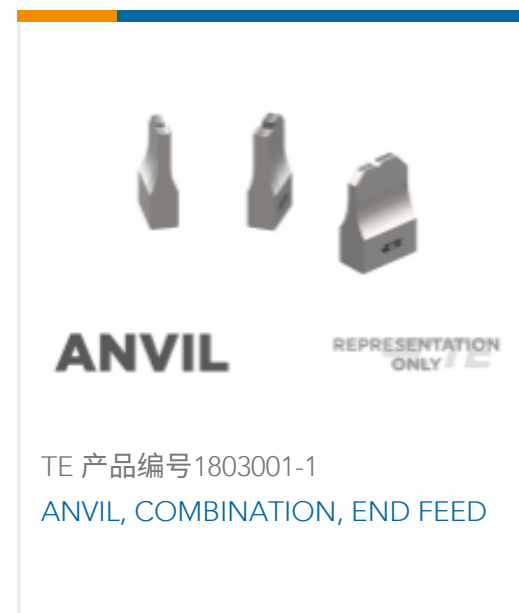 ANVIL
REPRESENTATION
ONLY
TE
TE 产品编号1803001-1
ANVIL, COMBINATION, END FEED